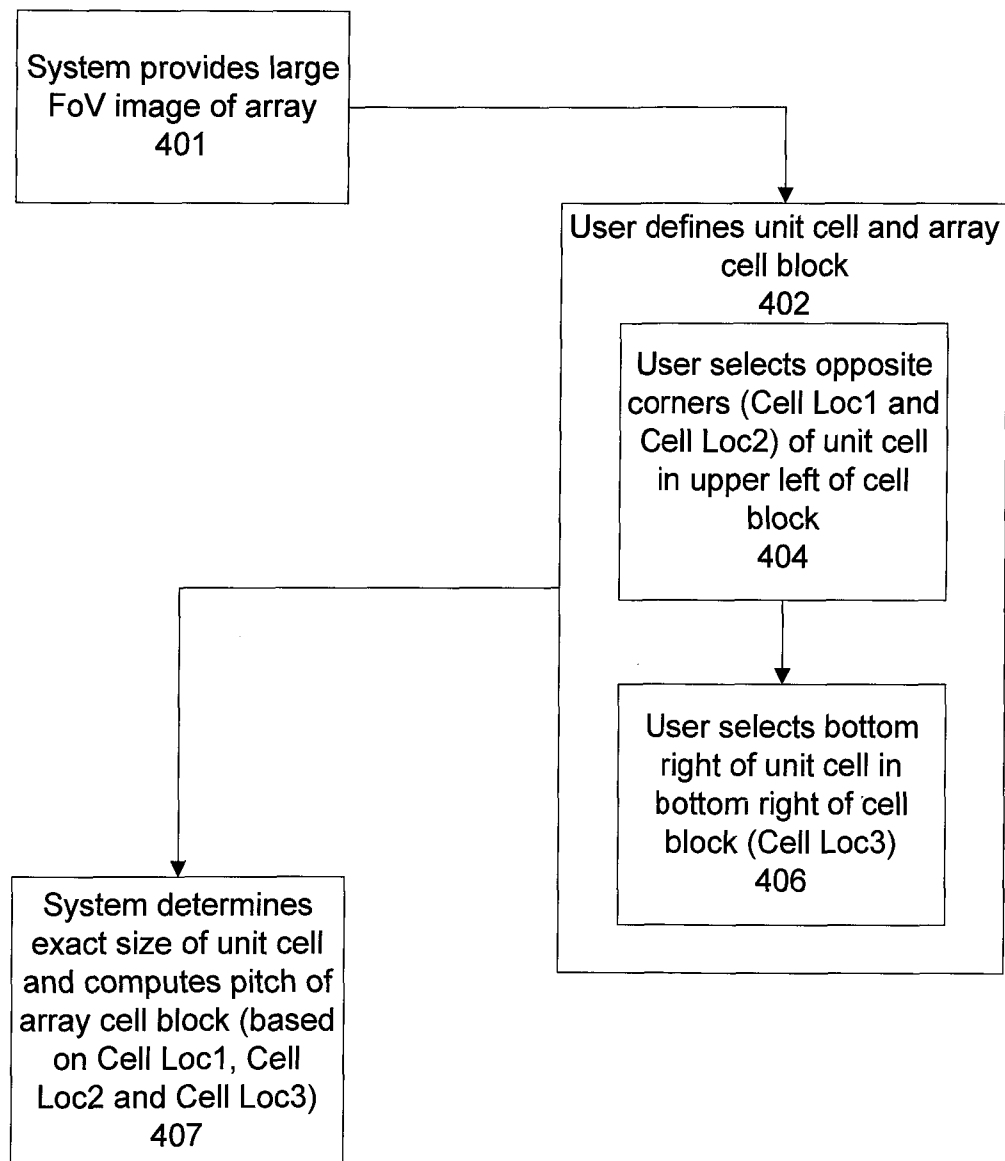 System provides large
FoV image of array
401
User defines unit cell and array
cell block
402
User selects opposite
corners (Cell Loc1 and
Cell Loc2) of unit cell
in upper left of cell
block
404
User selects bottom
right of unit cell in
bottom right of cell
block (Cell Loc3)
406
System determines
exact size of unit cell
and computes pitch of
array cell block (based
on Cell Loc1, Cell
Loc2 and Cell Loc3)
407